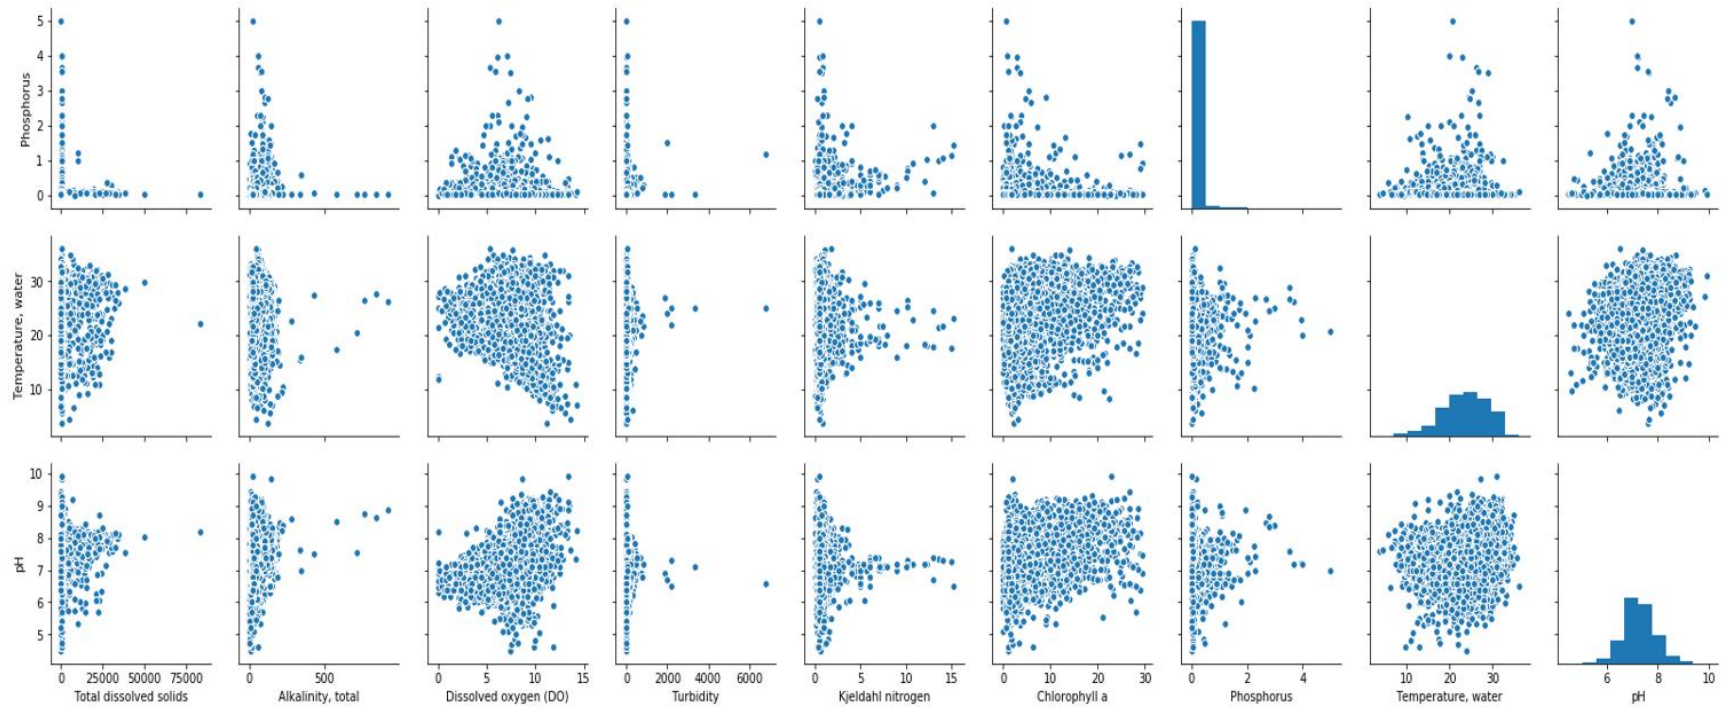 5
4
3
2
1
0
Phosphorus
30
20
10
Temperature, water
10
9
8
7
6
5
pH
0 25000 50000 75000
0 500
0 5 10 15
0 2000 4000 6000
0 5 10 15
0 10 20 30
0 2 4
10 20 30
6 8 10
Total dissolved solids
Alkalinity, total
Dissolved oxygen (DO)
Turbidity
Kjeldahl nitrogen
Chlorophyll a
Phosphorus
Temperature, water
pH